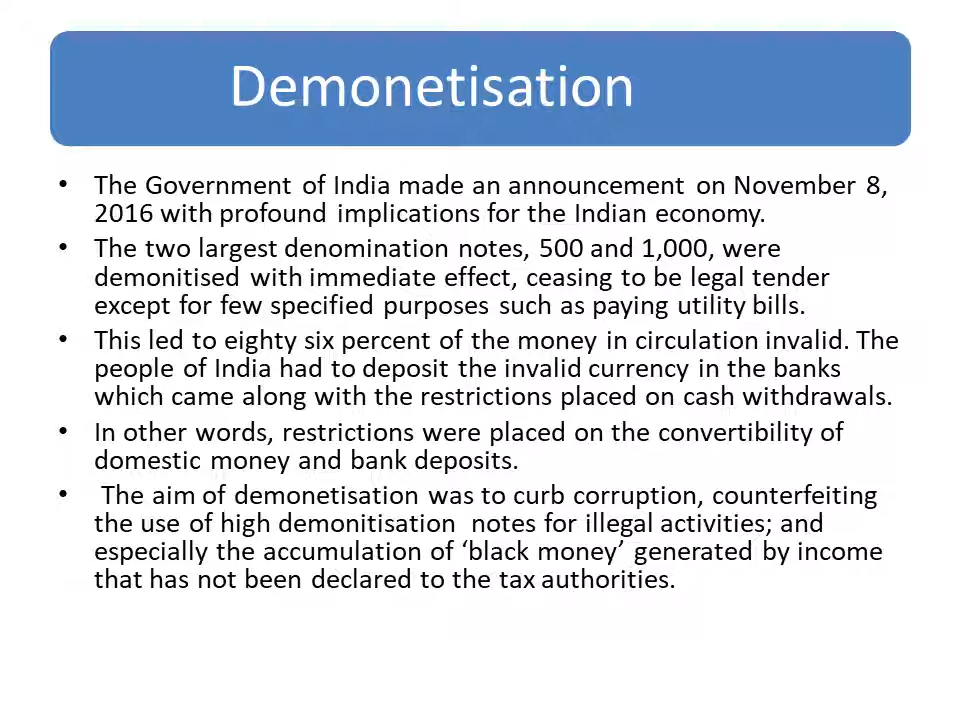 Demonetisation
• The Government of India made an announcement on November 8,
2016 with profound implications for the Indian economy.
• The two largest denomination notes, 500 and 1,000, were
demonitised with immediate effect, ceasing to be legal tender
except for few specified purposes such as paying utility bills.
• This led to eighty six percent of the money in circulation invalid. The
people of India had to deposit the invalid currency in the banks
which came along with the restrictions placed on cash withdrawals.
• In other words, restrictions were placed on the convertibility of
domestic money and bank deposits.
• The aim of demonetisation was to curb corruption, counterfeiting
the use of high demonitisation notes for illegal activities; and
especially the accumulation of ‘black money’ generated by income
that has not been declared to the tax authorities.